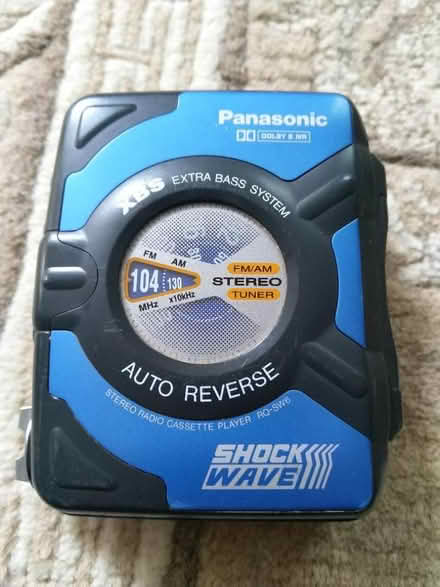 Panasonic
DOLBY B NR
XBS EXTRA BASS SYSTEM
FM AM
104 130
MHz x10kHz
FM/AM
STEREO
TUNER
AUTO REVERSE
STEREO RADIO CASSETTE PLAYER RQ-SW6
SHOCK
WAVE